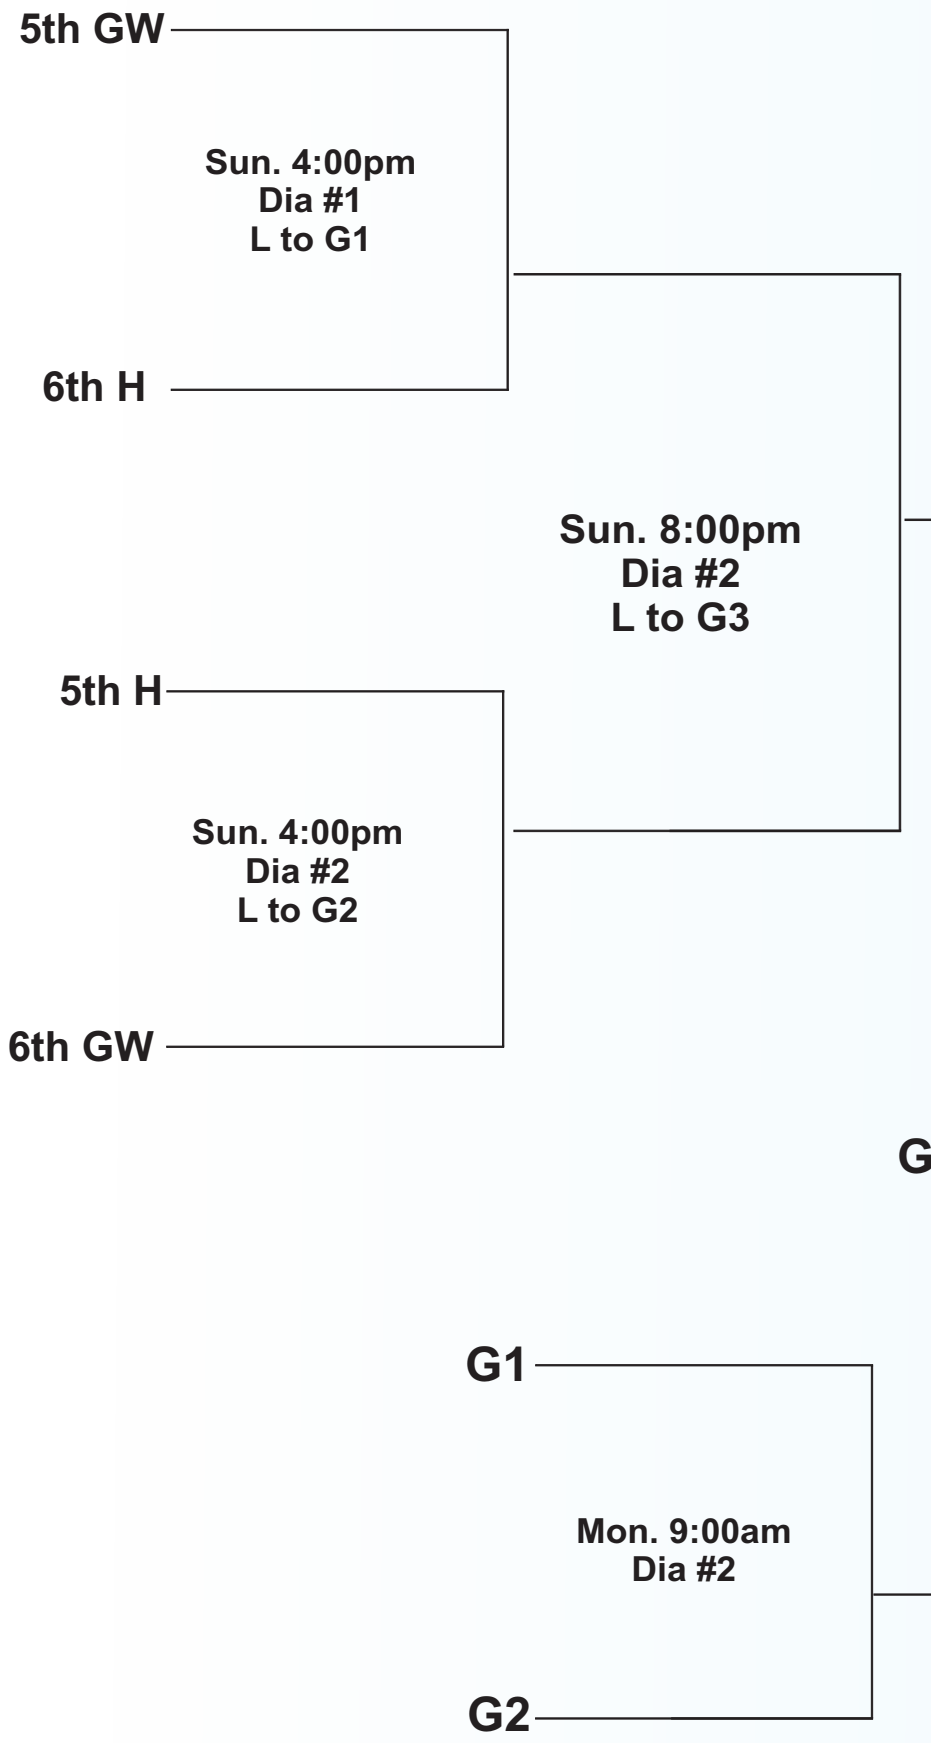 5th GW
Sun. 4:00pm
Dia #1
L to G1
6th H
Sun. 8:00pm
Dia #2
L to G3
5th H
Sun. 4:00pm
Dia #2
L to G2
6th GW
G
G1
Mon. 9:00am
Dia #2
G2